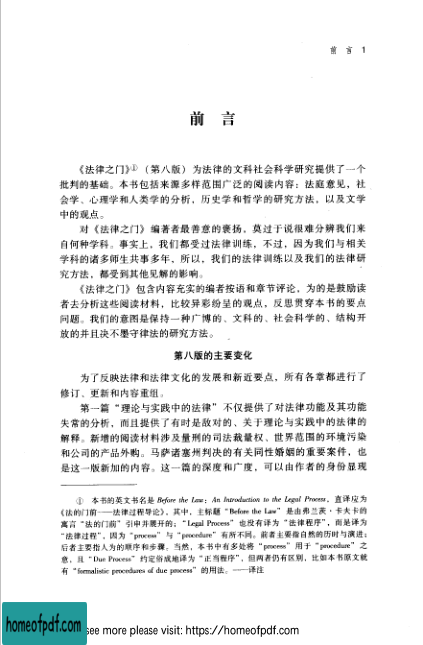 前 言 1
前 言
《法律之门》①（第八版）为法律的文科社会科学研究提供了一个
批判的基础。本书包括来源多样范围广泛的阅读内容：法庭意见，社
会学、心理学和人类学的分析，历史学和哲学的研究方法，以及文学
中的观点。
对《法律之门》编著者最善意的褒扬，莫过于说很难分辨我们来
自何种学科。事实上，我们都受过法律训练，不过，因为我们与相关
学科的诸多师生共事多年，所以，我们的法律训练以及我们的法律研
究方法，都受到其他见解的影响。
《法律之门》包含内容充实的编者按语和章节评论，为的是鼓励读
者去分析这些阅读材料，比较异彩纷呈的观点，反思贯穿本书的要点
问题。我们的意图是保持一种广博的、文科的、社会科学的、结构开
放的并且决不墨守律法的研究方法。
第八版的主要变化
为了反映法律和法律文化的发展和新近要点，所有各章都进行了
修订、更新和内容重组。
第一篇“理论与实践中的法律”不仅提供了对法律功能及其功能
失常的分析，而且提供了有时是敌对的、关于理论与实践中的法律的
解释。新增的阅读材料涉及量刑的司法裁量权、世界范围的环境污染
和公司的产品外购。马萨诸塞州判决的有关同性婚姻的重要案件，也
是这一版新加的内容。这一篇的深度和广度，可以由作者的身份显现
① 本书的英文书名是 Before the Law: An Introduction to the Legal Process，直译应为
《法的门前——法律过程导论》，其中，主标题“Before the Law”是由弗兰茨·卡夫卡的
寓言“法的门前”引申并展开的；“Legal Process”也没有译为“法律程序”，而是译为
“法律过程”，因为“process”与“procedure”有所不同。前者主要指自然的历时与演进；
后者主要指人为的顺序和步骤。当然，本书中有多处将“process”用于“procedure”之
意，且“Due Process”约定俗成地译为“正当程序”，但两者仍有区别，比如本书原文就
有“formalistic procedures of due process”的用法。——译注
homeofpdf.com
see more please visit: https://homeofpdf.com